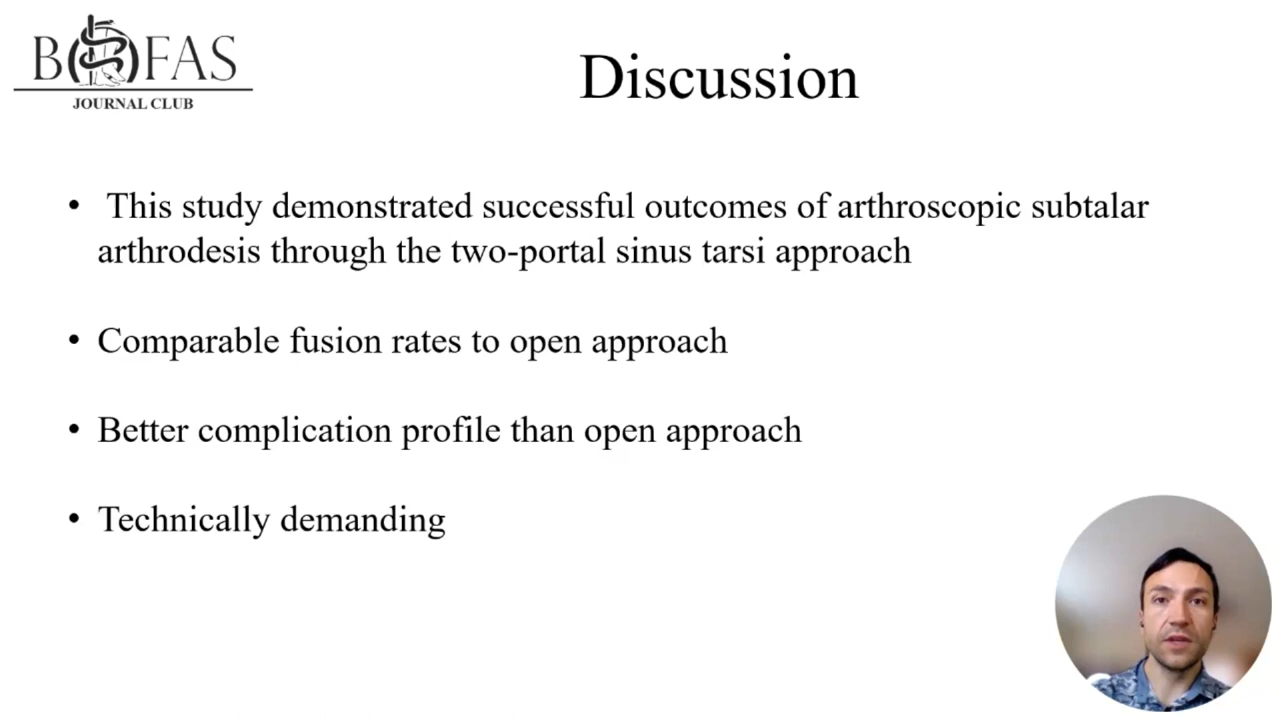 BOFAS
JOURNAL CLUB
Discussion
• This study demonstrated successful outcomes of arthroscopic subtalar
arthrodesis through the two-portal sinus tarsi approach
• Comparable fusion rates to open approach
• Better complication profile than open approach
• Technically demanding